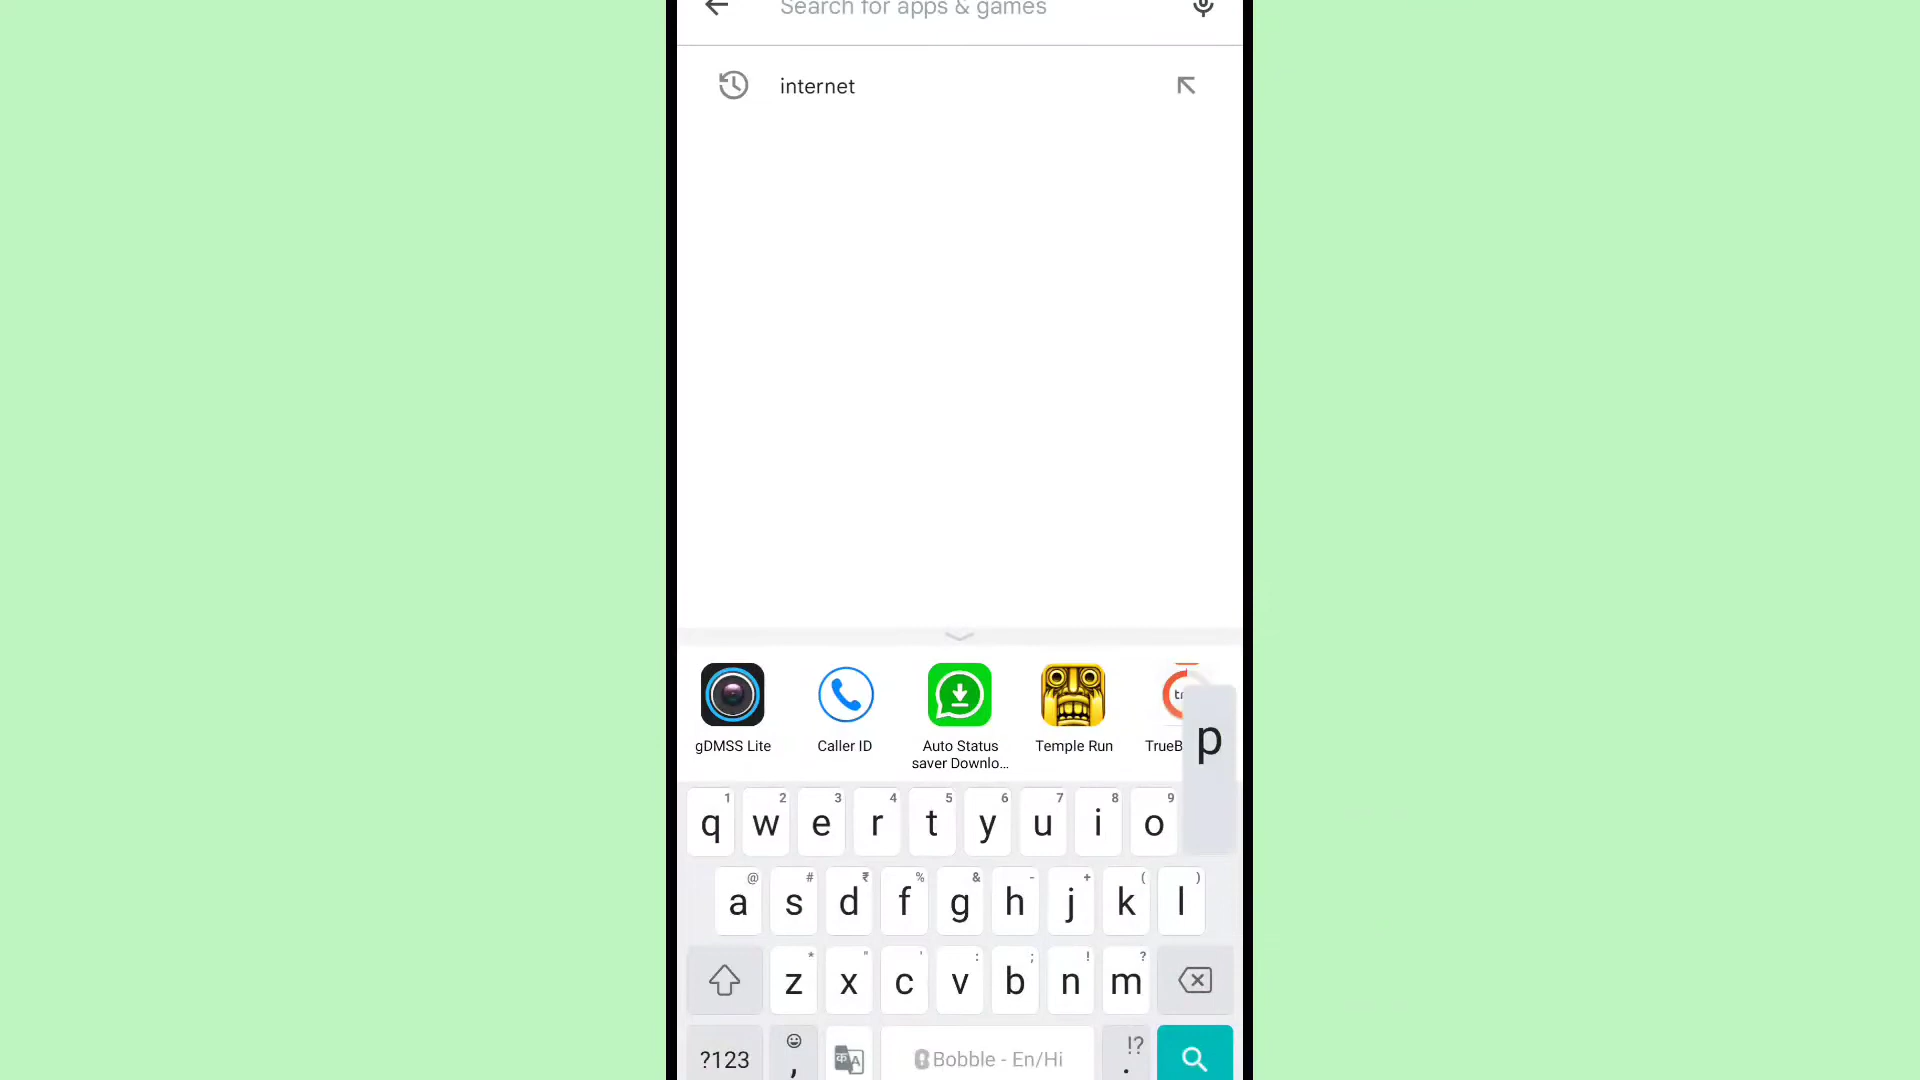 Search for apps & games
internet
gDMSS Lite
Caller ID
Auto Status
saver Downlo...
Temple Run
TrueB
p
1 2 3 4 5 6 7 8 9
q w e r t y u i o
@ # ₹ % & - + ( )
a s d f g h j k l
* " ' : ; ! ?
z x c v b n m
!?
?123 , क A Bobble - En/Hi .